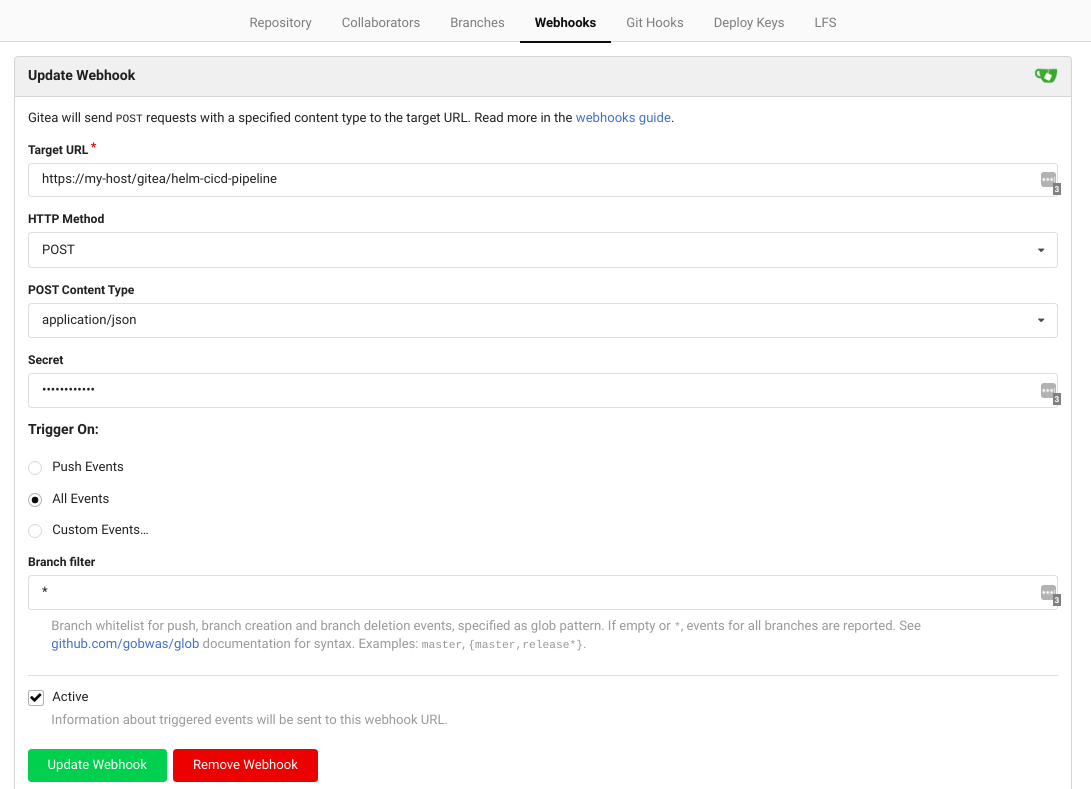 Repository Collaborators Branches Webhooks Git Hooks Deploy Keys LFS
Update Webhook
Gitea will send POST requests with a specified content type to the target URL. Read more in the webhooks guide.
Target URL *
https://my-host/gitea/helm-cicd-pipeline
3
HTTP Method
POST
POST Content Type
application/json
Secret
••••••••••••
3
Trigger On:
Push Events
All Events
Custom Events...
Branch filter
*
3
Branch whitelist for push, branch creation and branch deletion events, specified as glob pattern. If empty or *, events for all branches are reported. See
github.com/gobwas/glob documentation for syntax. Examples: master, {master,release*}.
Active
Information about triggered events will be sent to this webhook URL.
Update Webhook Remove Webhook